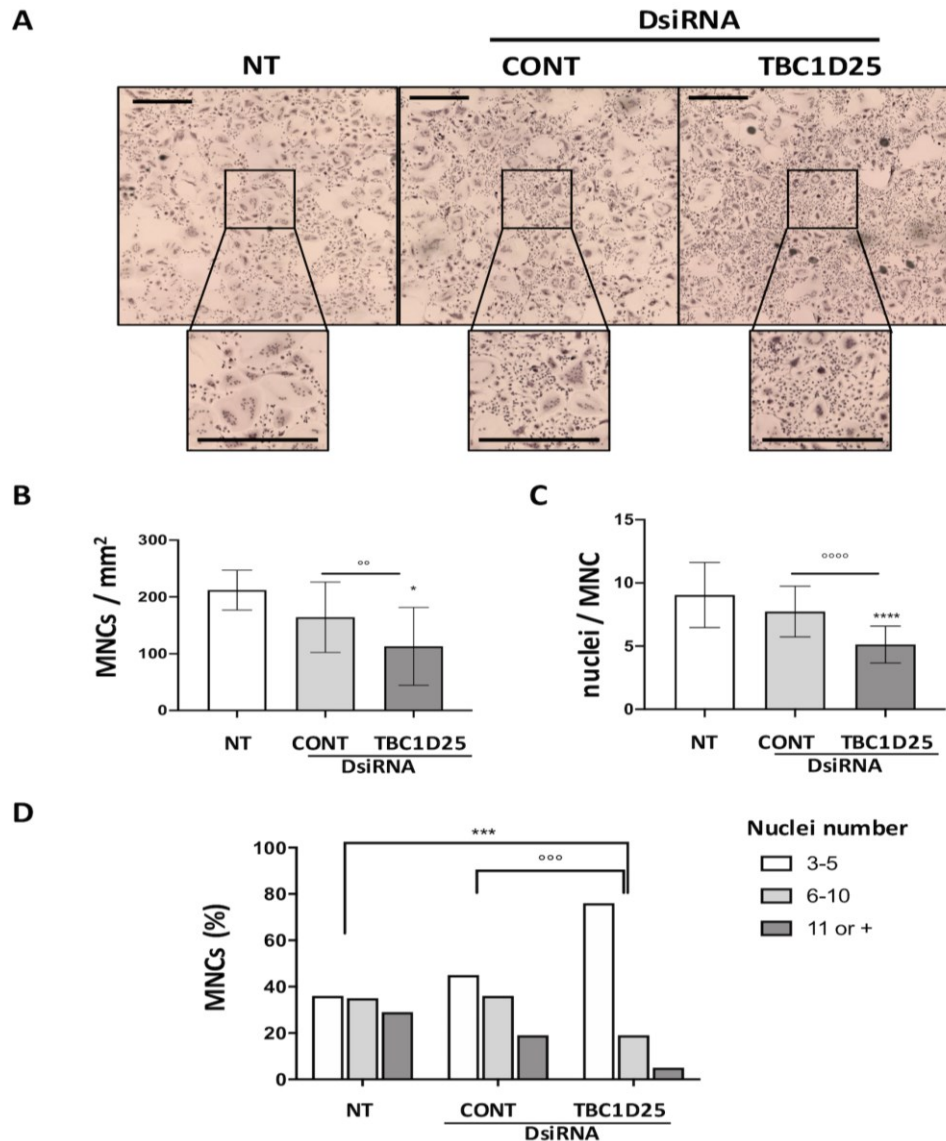 A
DsiRNA
NT CONT TBC1D25
B
MNCs / mm²
300
200
100
0
°°
*
NT CONT TBC1D25
DsiRNA
C
nuclei / MNC
15
10
5
0
°°°°
****
NT CONT TBC1D25
DsiRNA
D
MNCs (%)
100
80
60
40
20
0
***
°°°
NT CONT TBC1D25
DsiRNA
Nuclei number
3-5
6-10
11 or +